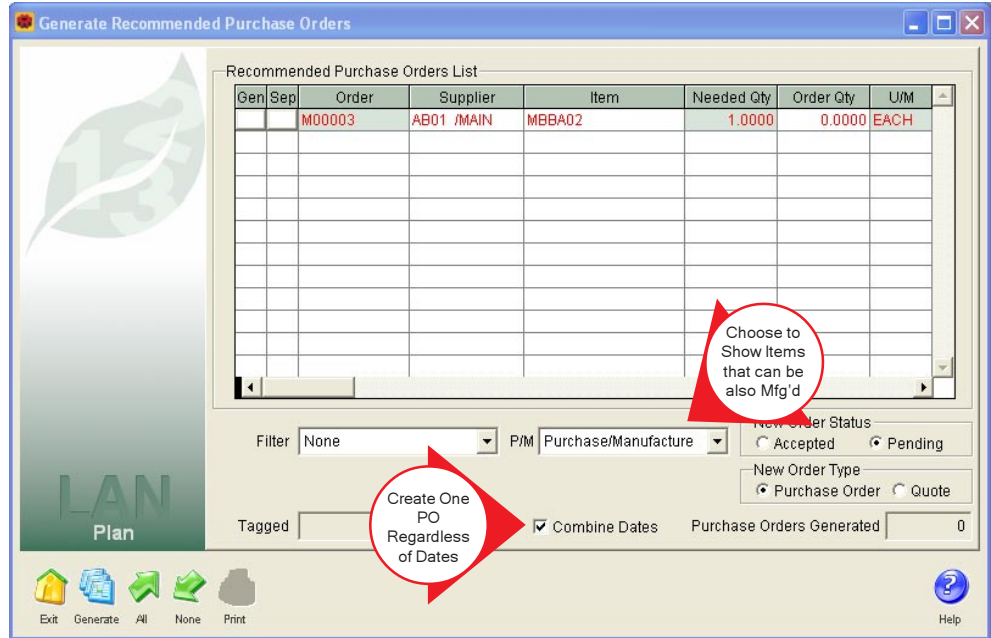 Generate Recommended Purchase Orders
Recommended Purchase Orders List
Gen Sep Order Supplier Item Needed Qty Order Qty U/M
M00003 AB01 /MAIN MBBA02 1.0000 0.0000 EACH
Choose to
Show Items
that can be
also Mfg'd
Filter None P/M Purchase/Manufacture
New Order Status
Accepted Pending
New Order Type
Purchase Order Quote
Create One
PO
Regardless
of Dates
Tagged
Combine Dates Purchase Orders Generated 0
LAN
Plan
Exit Generate All None Print Help